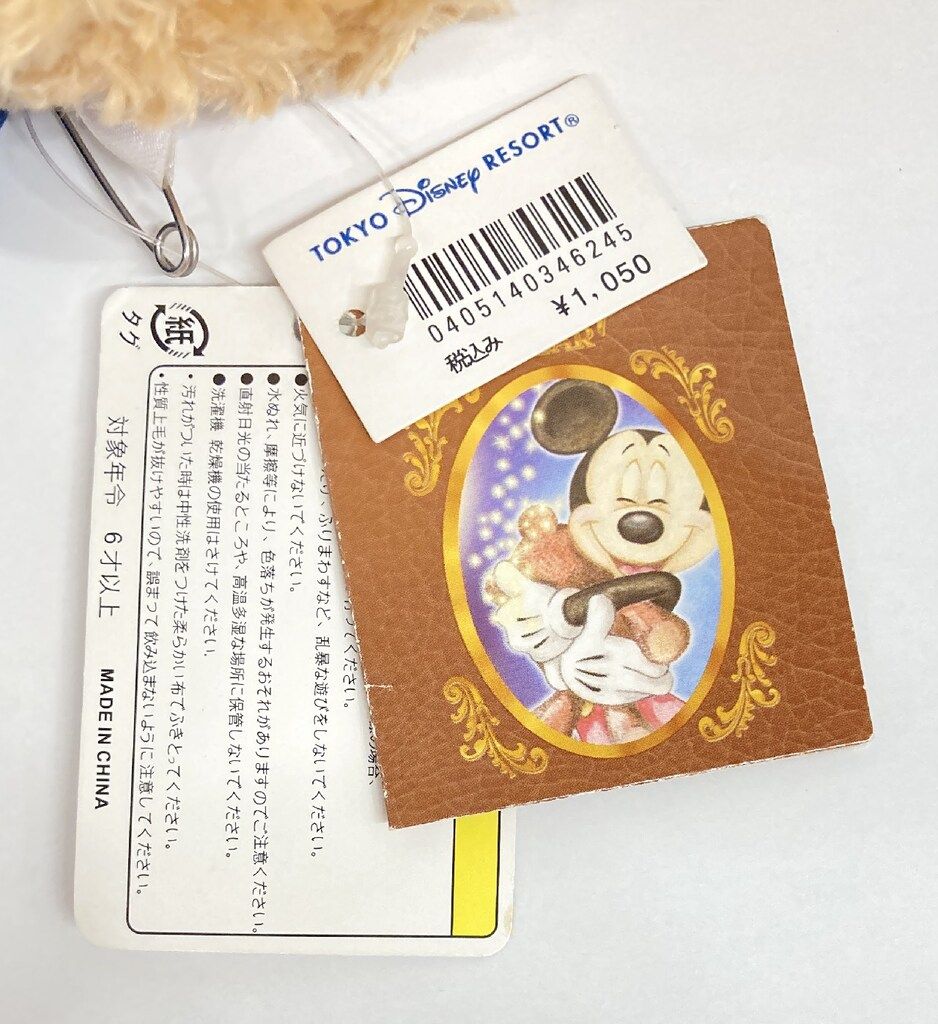 TOKYO Disney RESORT®
0405140346245
税込み ¥1,050
紙
タグ
ふりまわすなど、乱暴な遊びをしないでください。
●火気に近づけないでください。
●水ぬれ、摩擦等により、色落ちが発生するおそれがありますのでご注意ください。
●直射日光の当たるところや、高温多湿な場所に保管しないでください。
●洗濯機 乾燥機の使用はさけてください.
・汚れがついた時は中性洗剤をつけた柔らかい布でふきとってください。
・性質上毛が抜けやすいので、誤まって飲み込まないように注意してください。
対象年令 6才以上 MADE IN CHINA